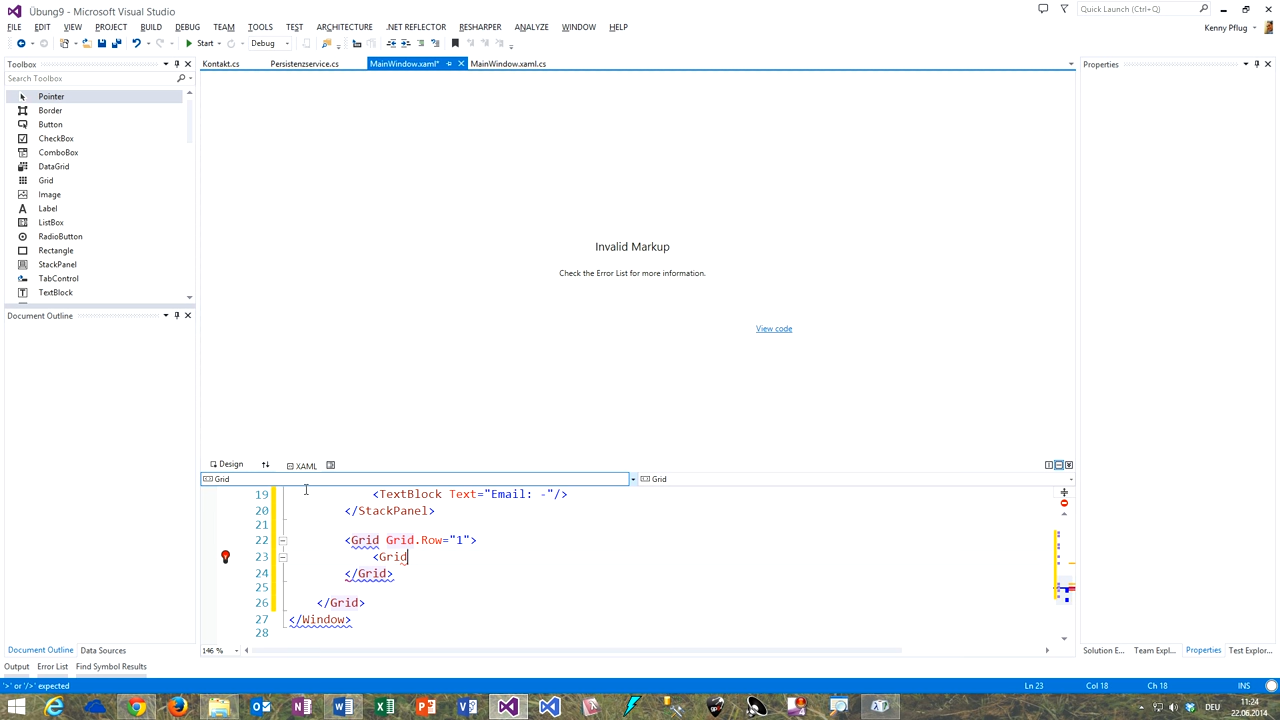 Übung9 - Microsoft Visual Studio
Quick Launch (Ctrl+Q)
FILE EDIT VIEW PROJECT BUILD DEBUG TEAM TOOLS TEST ARCHITECTURE .NET REFLECTOR RESHARPER ANALYZE WINDOW HELP
Kenny Pflug
Start Debug
Toolbox
Kontakt.cs Persistenzservice.cs MainWindow.xaml* MainWindow.xaml.cs
Properties
Search Toolbox
Pointer
Border
Button
CheckBox
ComboBox
DataGrid
Grid
Image
Label
ListBox
RadioButton
Rectangle
StackPanel
TabControl
TextBlock
Document Outline
Invalid Markup
Check the Error List for more information.
View code
Design XAML
Grid Grid
19 <TextBlock Text="Email: -"/>
20 </StackPanel>
21
22 <Grid Grid.Row="1">
23 <Grid
24 </Grid>
25
26 </Grid>
27 </Window>
28
146 %
Document Outline Data Sources
Solution E... Team Expl... Properties Test Explor...
Output Error List Find Symbol Results
'>' or '/>' expected
Ln 23 Col 18 Ch 18 INS
DEU
11:24
22.06.2014